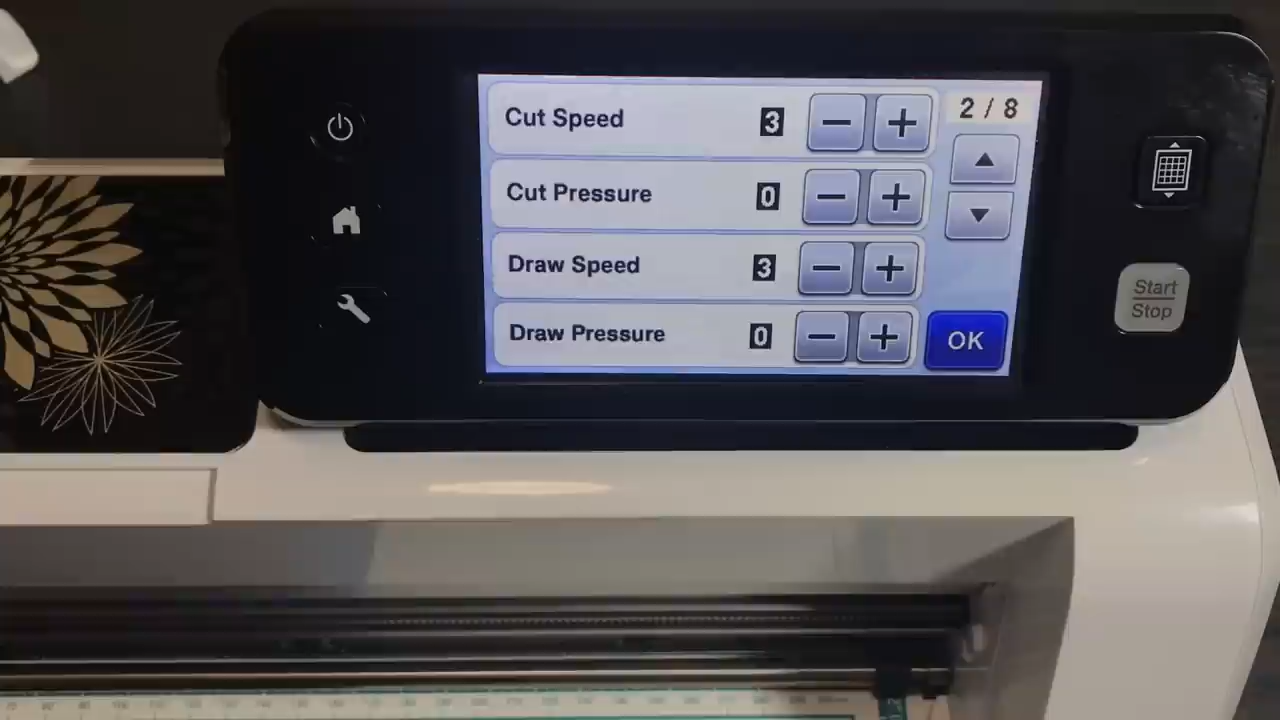 Cut Speed 3 − +
2 / 8
Cut Pressure 0 − +
Draw Speed 3 − +
Draw Pressure 0 − +
OK
Start
Stop